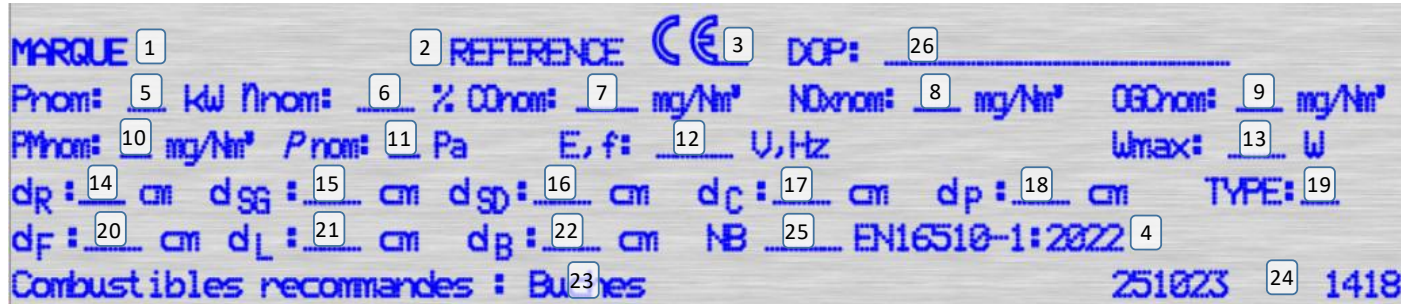 MARQUE 1 2 REFERENCE CE 3 DOP: 26
Pnom: 5 kW ηnom: 6 % COnom: 7 mg/Nm³ NOxnom: 8 mg/Nm³ OGCnom: 9 mg/Nm³
PMnom: 10 mg/Nm³ Pnom: 11 Pa E,f: 12 V,Hz Wmax: 13 W
dR: 14 cm dSG: 15 cm dSD: 16 cm dC: 17 cm dP: 18 cm TYPE: 19
dF: 20 cm dL: 21 cm dB: 22 cm NB 25 EN16510-1:2022 4
Combustibles recommandes : 23 251023 24 1418